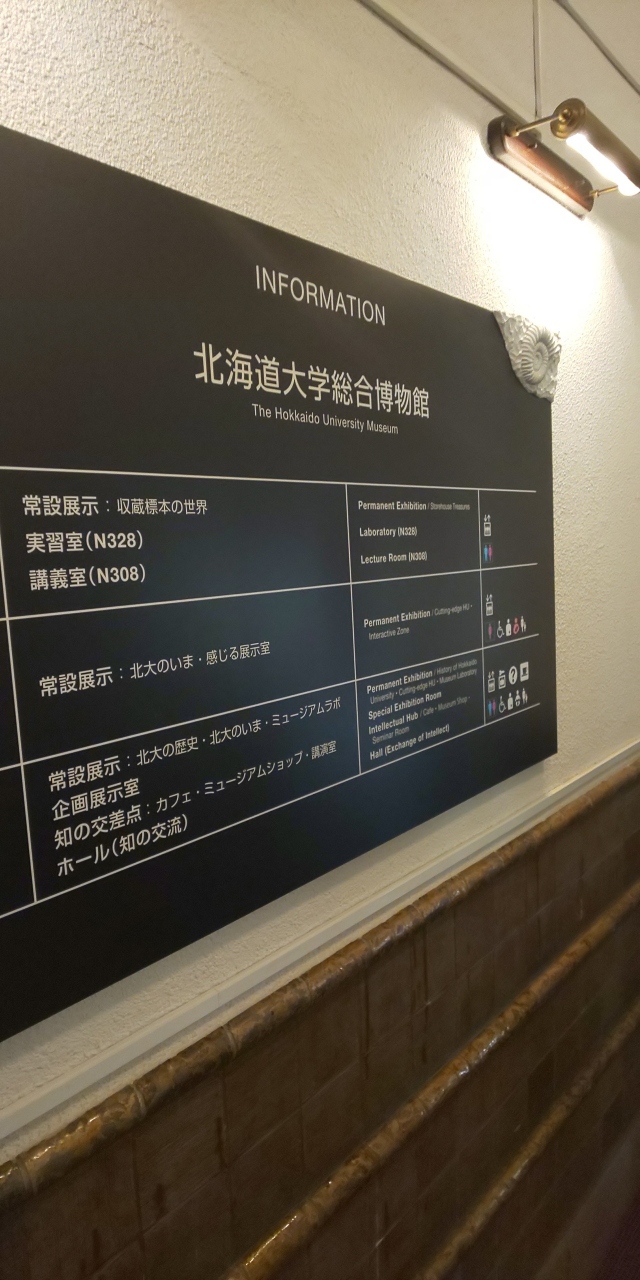 INFORMATION
北海道大学総合博物館
The Hokkaido University Museum
常設展示：収蔵標本の世界
実習室(N328)
講義室(N308)
Permanent Exhibition / Storehouse Treasures
Laboratory (N328)
Lecture Room (N308)
常設展示：北大のいま・感じる展示室
Permanent Exhibition / Cutting-edge HU・
Interactive Zone
常設展示：北大の歴史・北大のいま・ミュージアムラボ
企画展示室
知の交差点：カフェ・ミュージアムショップ・講演室
ホール(知の交流)
Permanent Exhibition / History of Hokkaido
University・Cutting-edge HU・Museum Laboratory
Special Exhibition Room
Intellectual Hub / Cafe・Museum Shop・
Seminar Room
Hall (Exchange of Intellect)